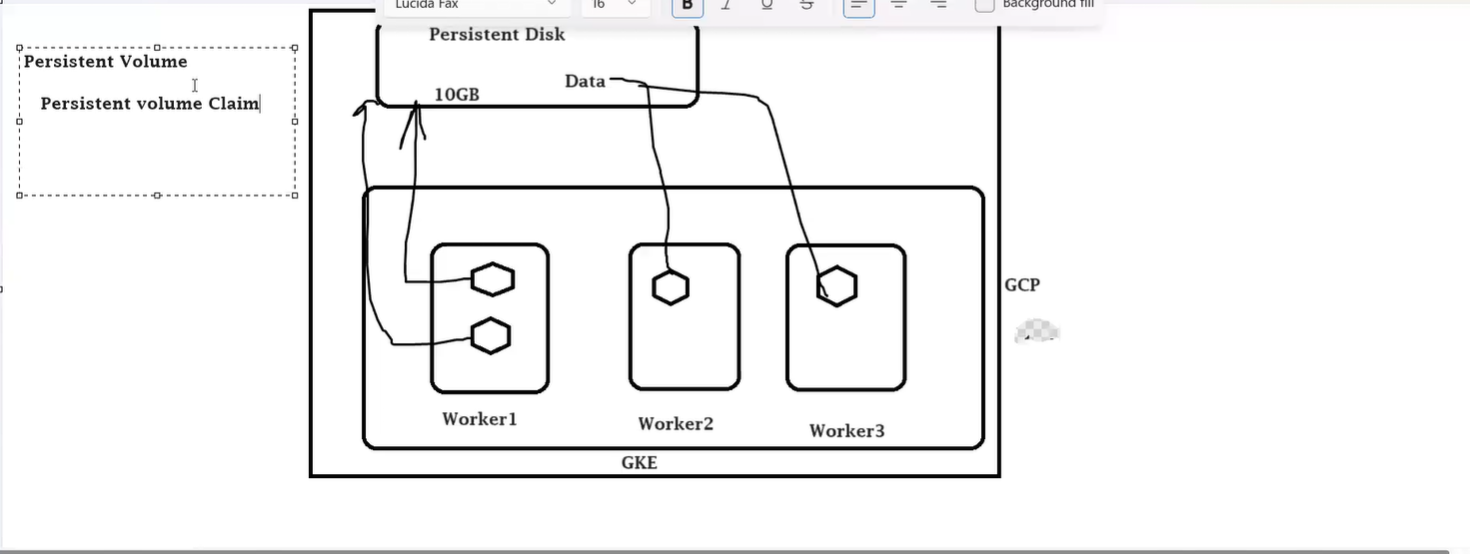 Lucida Fax
16
B
I
U
S
Background fill
Persistent Volume
Persistent volume Claim
Persistent Disk
Data
10GB
GCP
Worker1
Worker2
Worker3
GKE